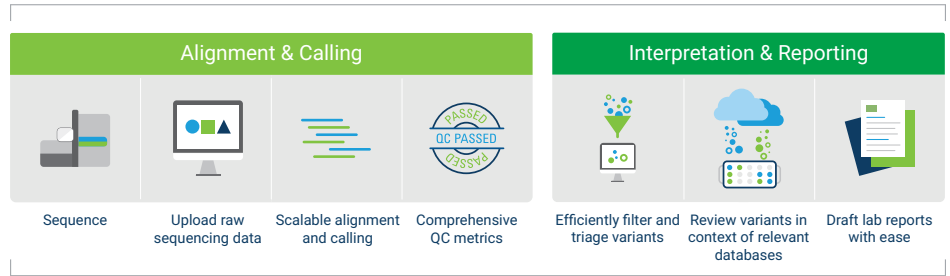 Alignment & Calling
Interpretation & Reporting
PASSED
QC PASSED
PASSED
Sequence
Upload raw
sequencing data
Scalable alignment
and calling
Comprehensive
QC metrics
Efficiently filter and
triage variants
Review variants in
context of relevant
databases
Draft lab reports
with ease